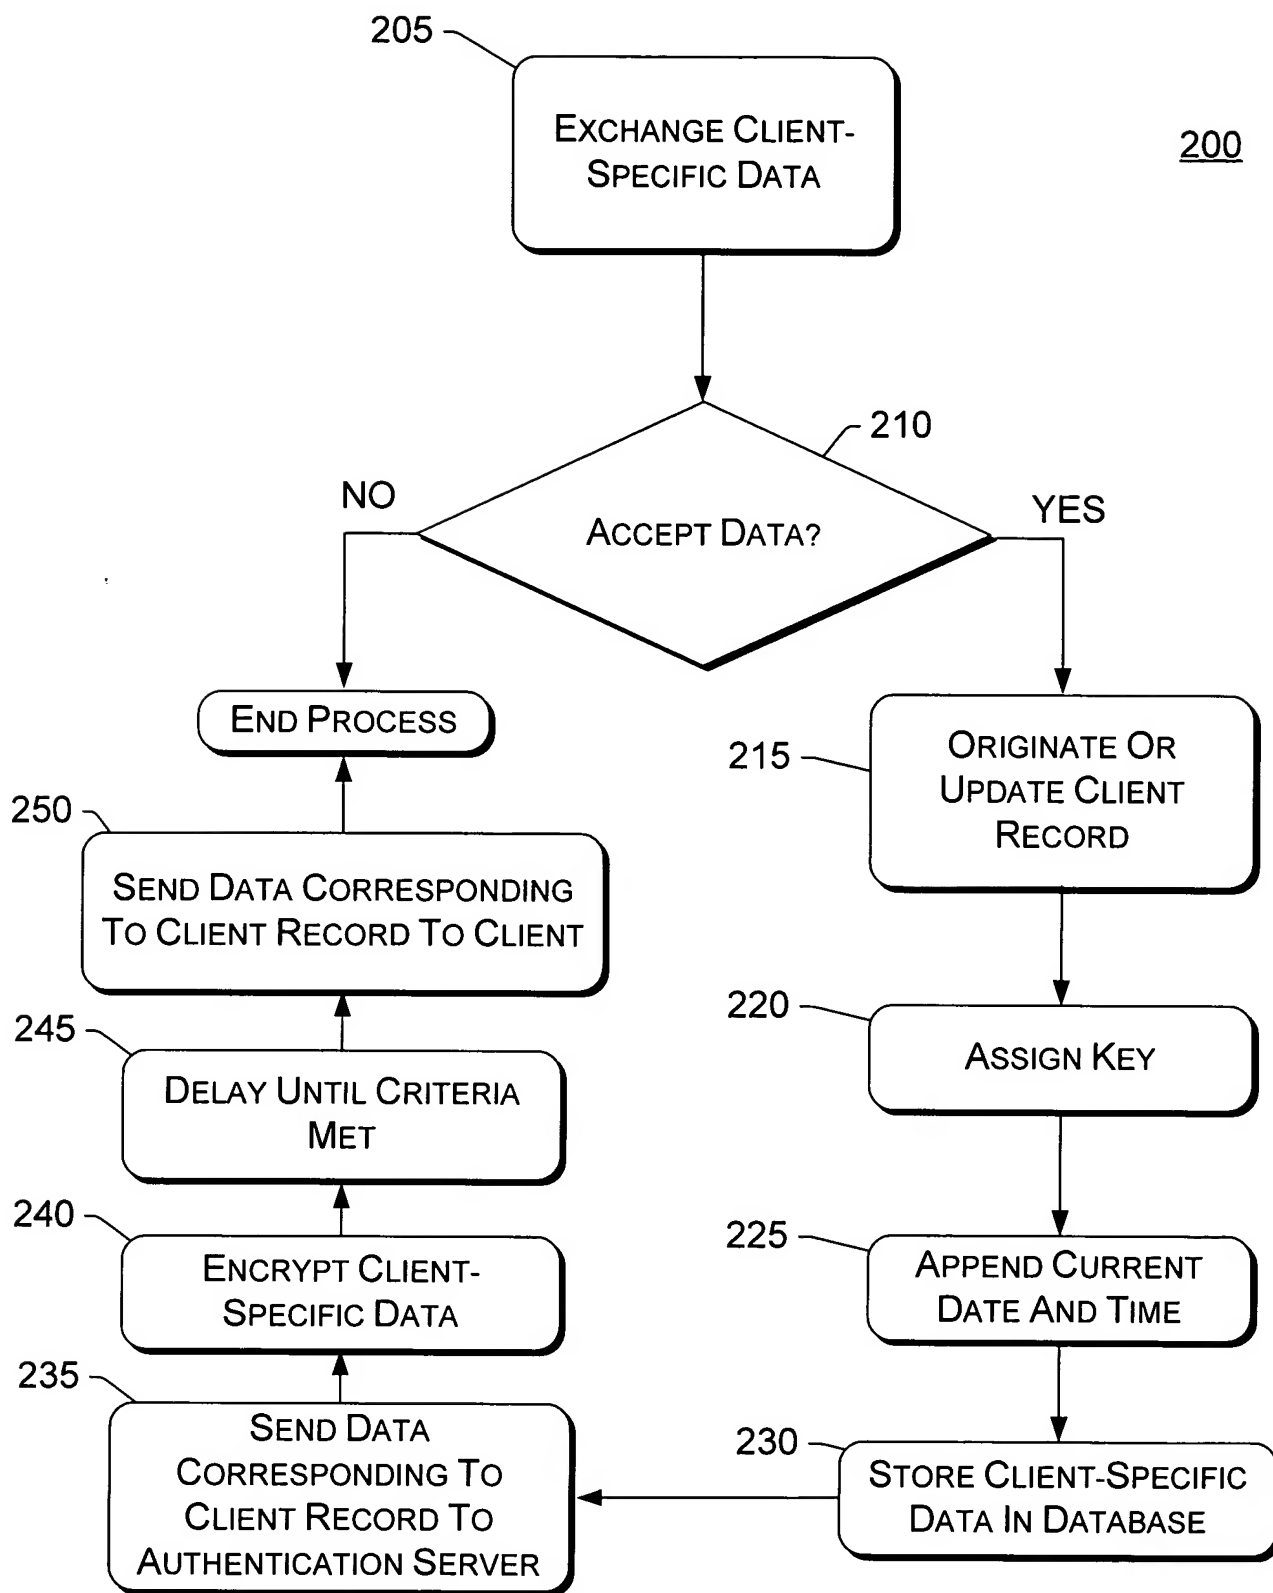 205
EXCHANGE CLIENT-
SPECIFIC DATA
200
210
NO
YES
ACCEPT DATA?
END PROCESS
215
ORIGINATE OR
UPDATE CLIENT
RECORD
250
SEND DATA CORRESPONDING
TO CLIENT RECORD TO CLIENT
220
ASSIGN KEY
245
DELAY UNTIL CRITERIA
MET
240
ENCRYPT CLIENT-
SPECIFIC DATA
225
APPEND CURRENT
DATE AND TIME
235
SEND DATA
CORRESPONDING TO
CLIENT RECORD TO
AUTHENTICATION SERVER
230
STORE CLIENT-SPECIFIC
DATA IN DATABASE